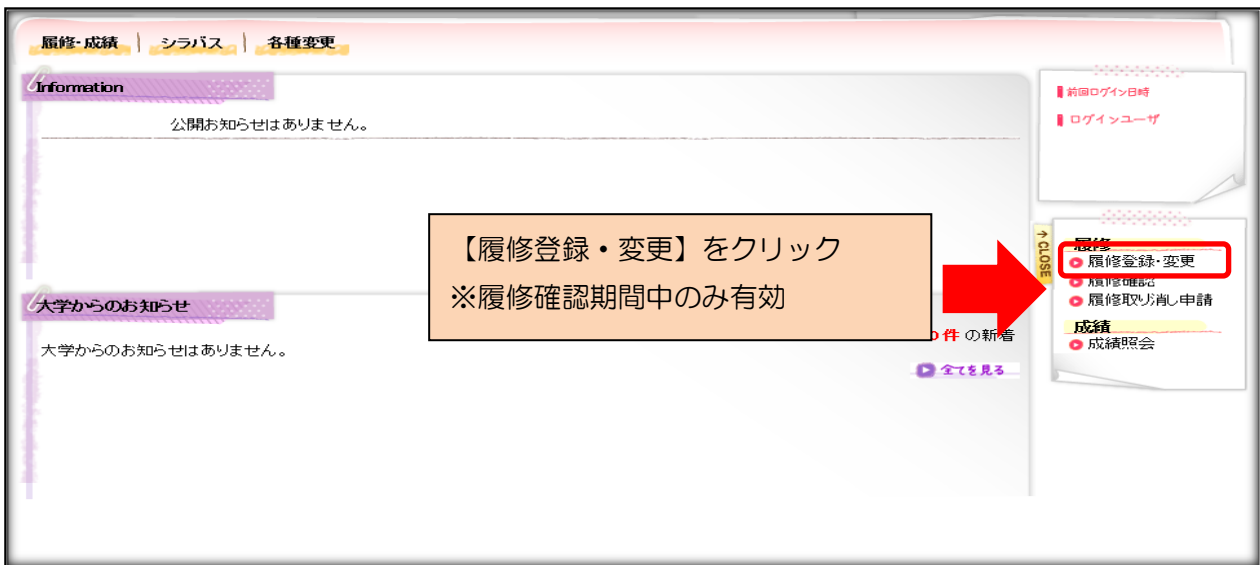 履修・成績 シラバス 各種変更
Information
公開お知らせはありません。
前回ログイン日時
ログインユーザ
【履修登録・変更】をクリック
※履修確認期間中のみ有効
→ CLOSE
履修
履修登録・変更
履修確認
履修取り消し申請
成績
成績照会
大学からのお知らせ
0件 の新着
大学からのお知らせはありません。
全てを見る